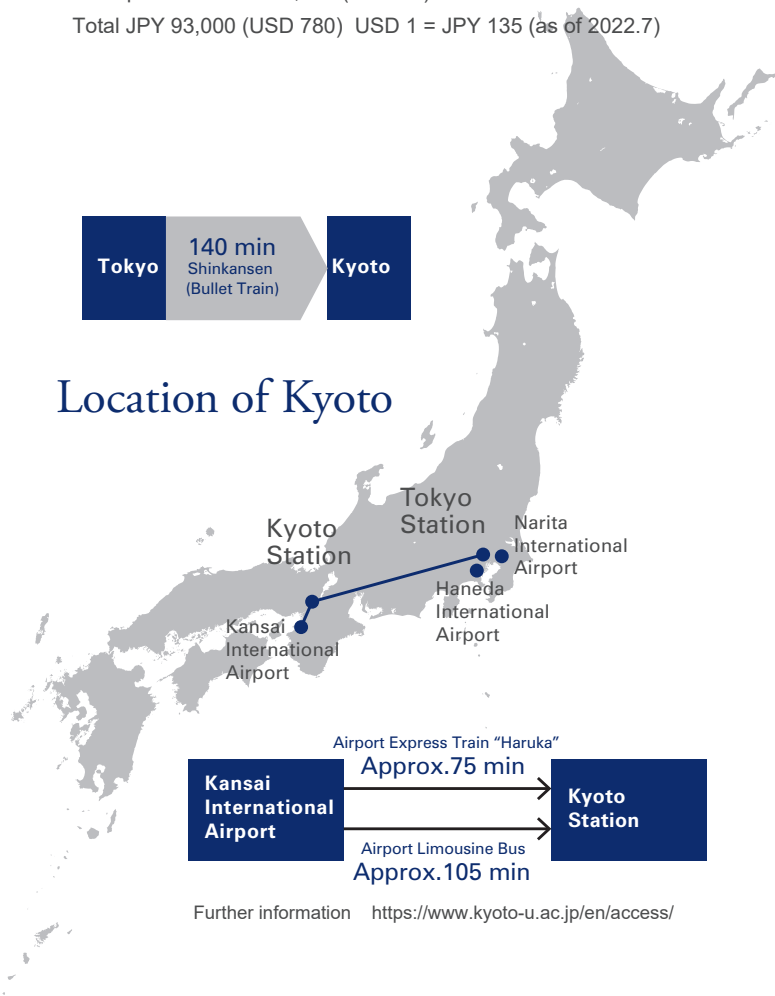 Total JPY 93,000 (USD 780) USD 1 = JPY 135 (as of 2022.7)
Tokyo
140 min
Shinkansen
(Bullet Train)
Kyoto
Location of Kyoto
Tokyo
Station
Kyoto
Station
Narita
International
Airport
Haneda
International
Airport
Kansai
International
Airport
Airport Express Train “Haruka”
Approx.75 min
Kansai
International
Airport
Kyoto
Station
Airport Limousine Bus
Approx.105 min
Further information https://www.kyoto-u.ac.jp/en/access/